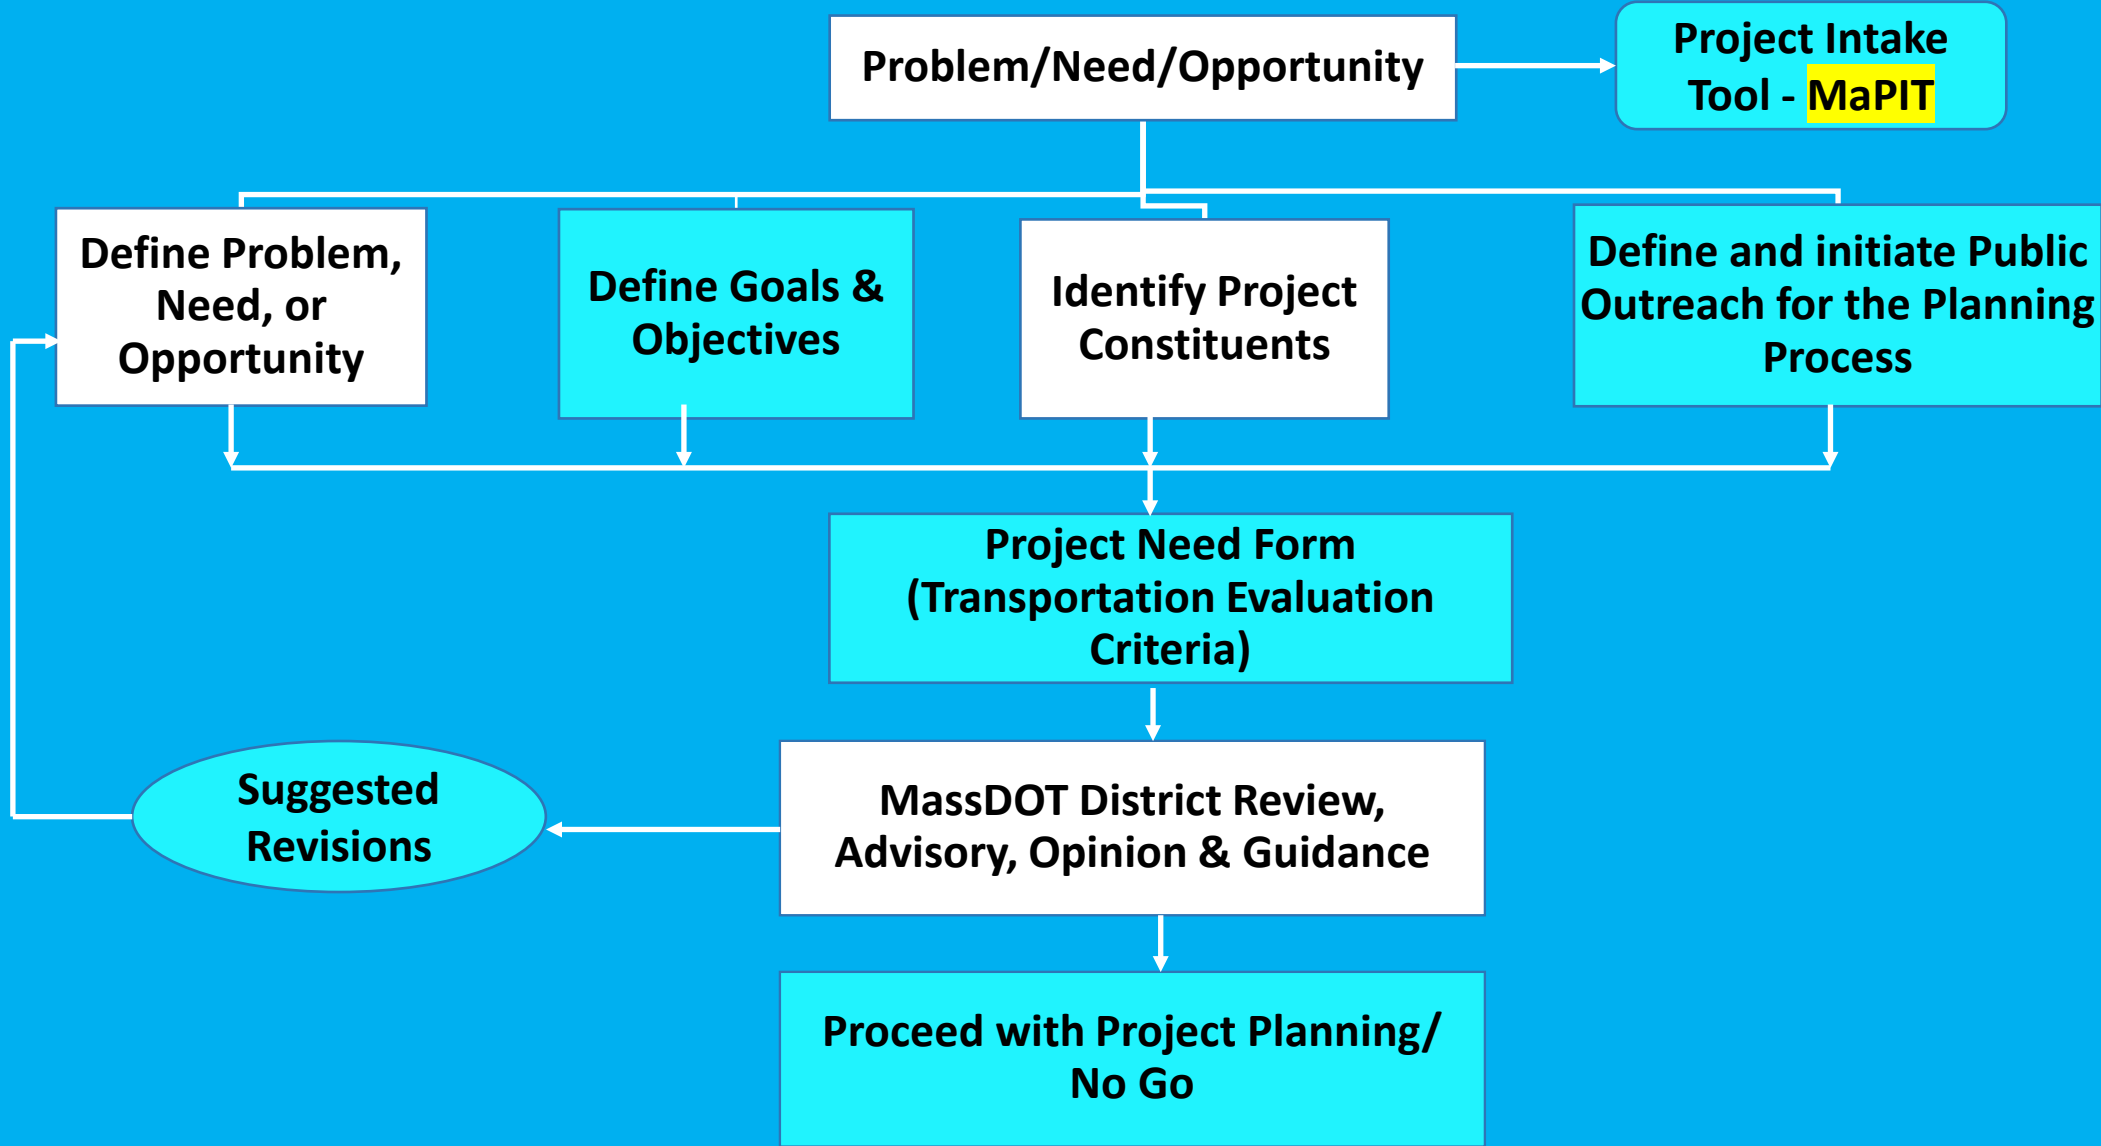 Problem/Need/Opportunity
Project Intake
Tool - MaPIT
Define Problem,
Need, or
Opportunity
Define Goals &
Objectives
Identify Project
Constituents
Define and initiate Public
Outreach for the Planning
Process
Project Need Form
(Transportation Evaluation
Criteria)
Suggested
Revisions
MassDOT District Review,
Advisory, Opinion & Guidance
Proceed with Project Planning/
No Go